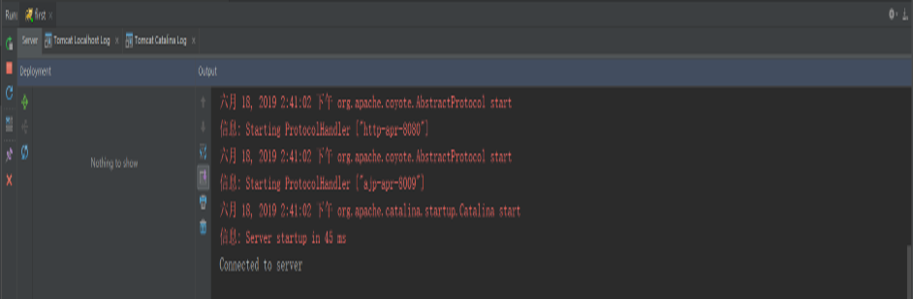 Run: first
Server Tomcat Localhost Log Tomcat Catalina Log
Deployment
Output
Nothing to show
六月 18, 2019 2:41:02 下午 org.apache.coyote.AbstractProtocol start
信息: Starting ProtocolHandler ["http-apr-8080"]
六月 18, 2019 2:41:02 下午 org.apache.coyote.AbstractProtocol start
信息: Starting ProtocolHandler ["ajp-apr-8009"]
六月 18, 2019 2:41:02 下午 org.apache.catalina.startup.Catalina start
信息: Server startup in 45 ms
Connected to server